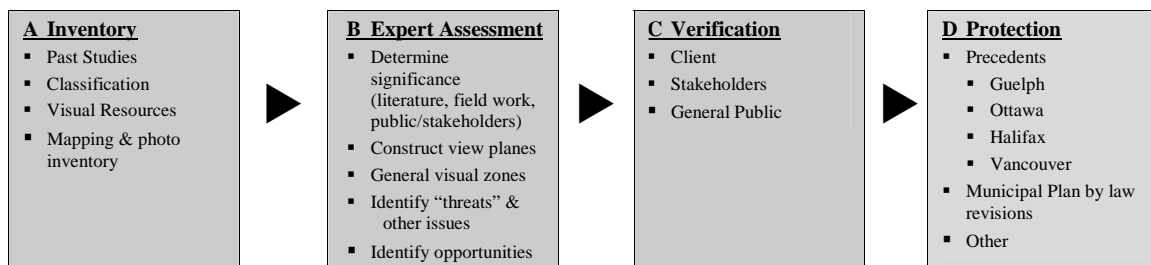 A Inventory
▪ Past Studies
▪ Classification
▪ Visual Resources
▪ Mapping & photo
inventory
B Expert Assessment
▪ Determine
significance
(literature, field work,
public/stakeholders)
▪ Construct view planes
▪ General visual zones
▪ Identify “threats” &
other issues
▪ Identify opportunities
C Verification
▪ Client
▪ Stakeholders
▪ General Public
D Protection
▪ Precedents
▪ Guelph
▪ Ottawa
▪ Halifax
▪ Vancouver
▪ Municipal Plan by law
revisions
▪ Other